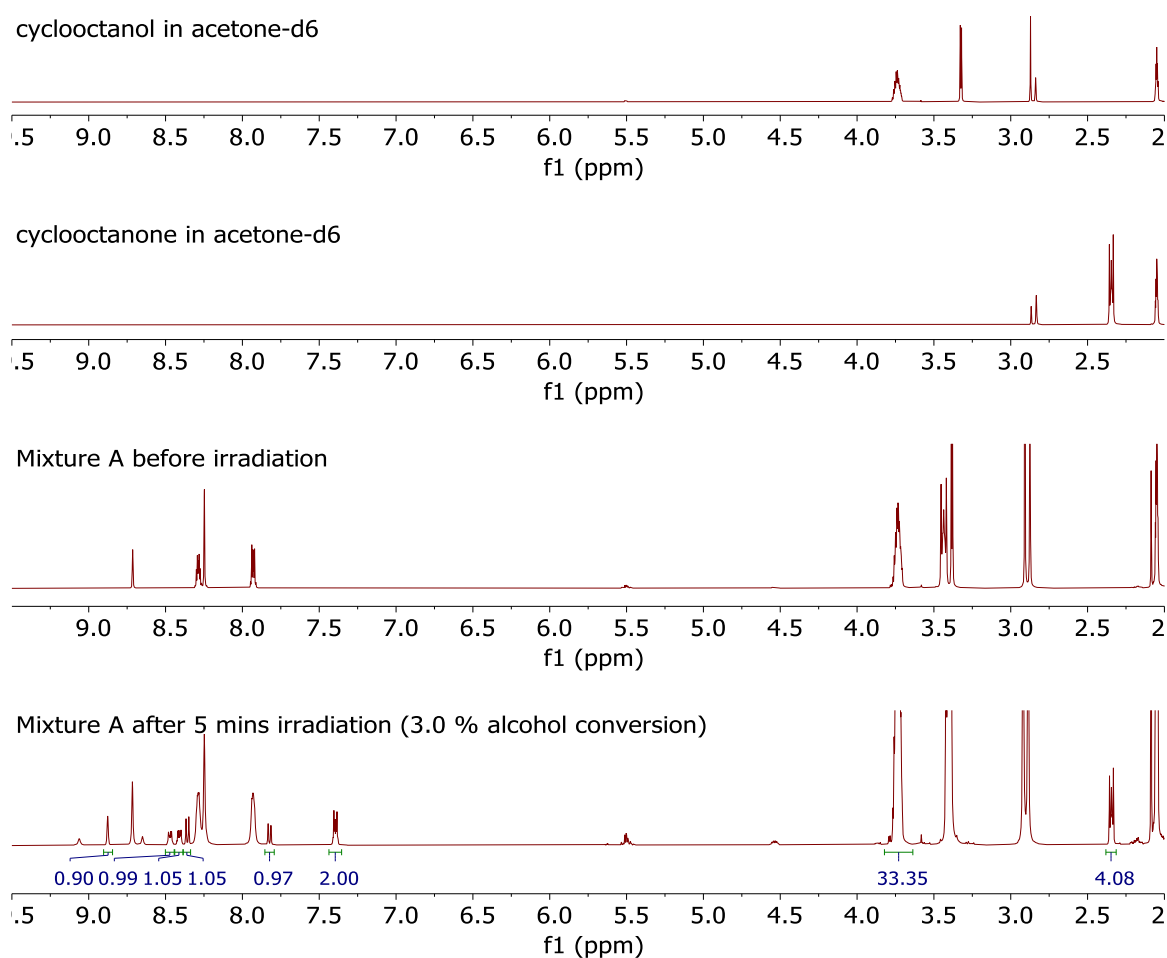 cyclooctanol in acetone-d6
.5 9.0 8.5 8.0 7.5 7.0 6.5 6.0 5.5 5.0 4.5 4.0 3.5 3.0 2.5 2
f1 (ppm)
cyclooctanone in acetone-d6
.5 9.0 8.5 8.0 7.5 7.0 6.5 6.0 5.5 5.0 4.5 4.0 3.5 3.0 2.5 2
f1 (ppm)
Mixture A before irradiation
9.0 8.5 8.0 7.5 7.0 6.5 6.0 5.5 5.0 4.5 4.0 3.5 3.0 2.5 2
f1 (ppm)
Mixture A after 5 mins irradiation (3.0 % alcohol conversion)
0.90 0.99 1.05 1.05 0.97 2.00 33.35 4.08
.5 9.0 8.5 8.0 7.5 7.0 6.5 6.0 5.5 5.0 4.5 4.0 3.5 3.0 2.5 2
f1 (ppm)